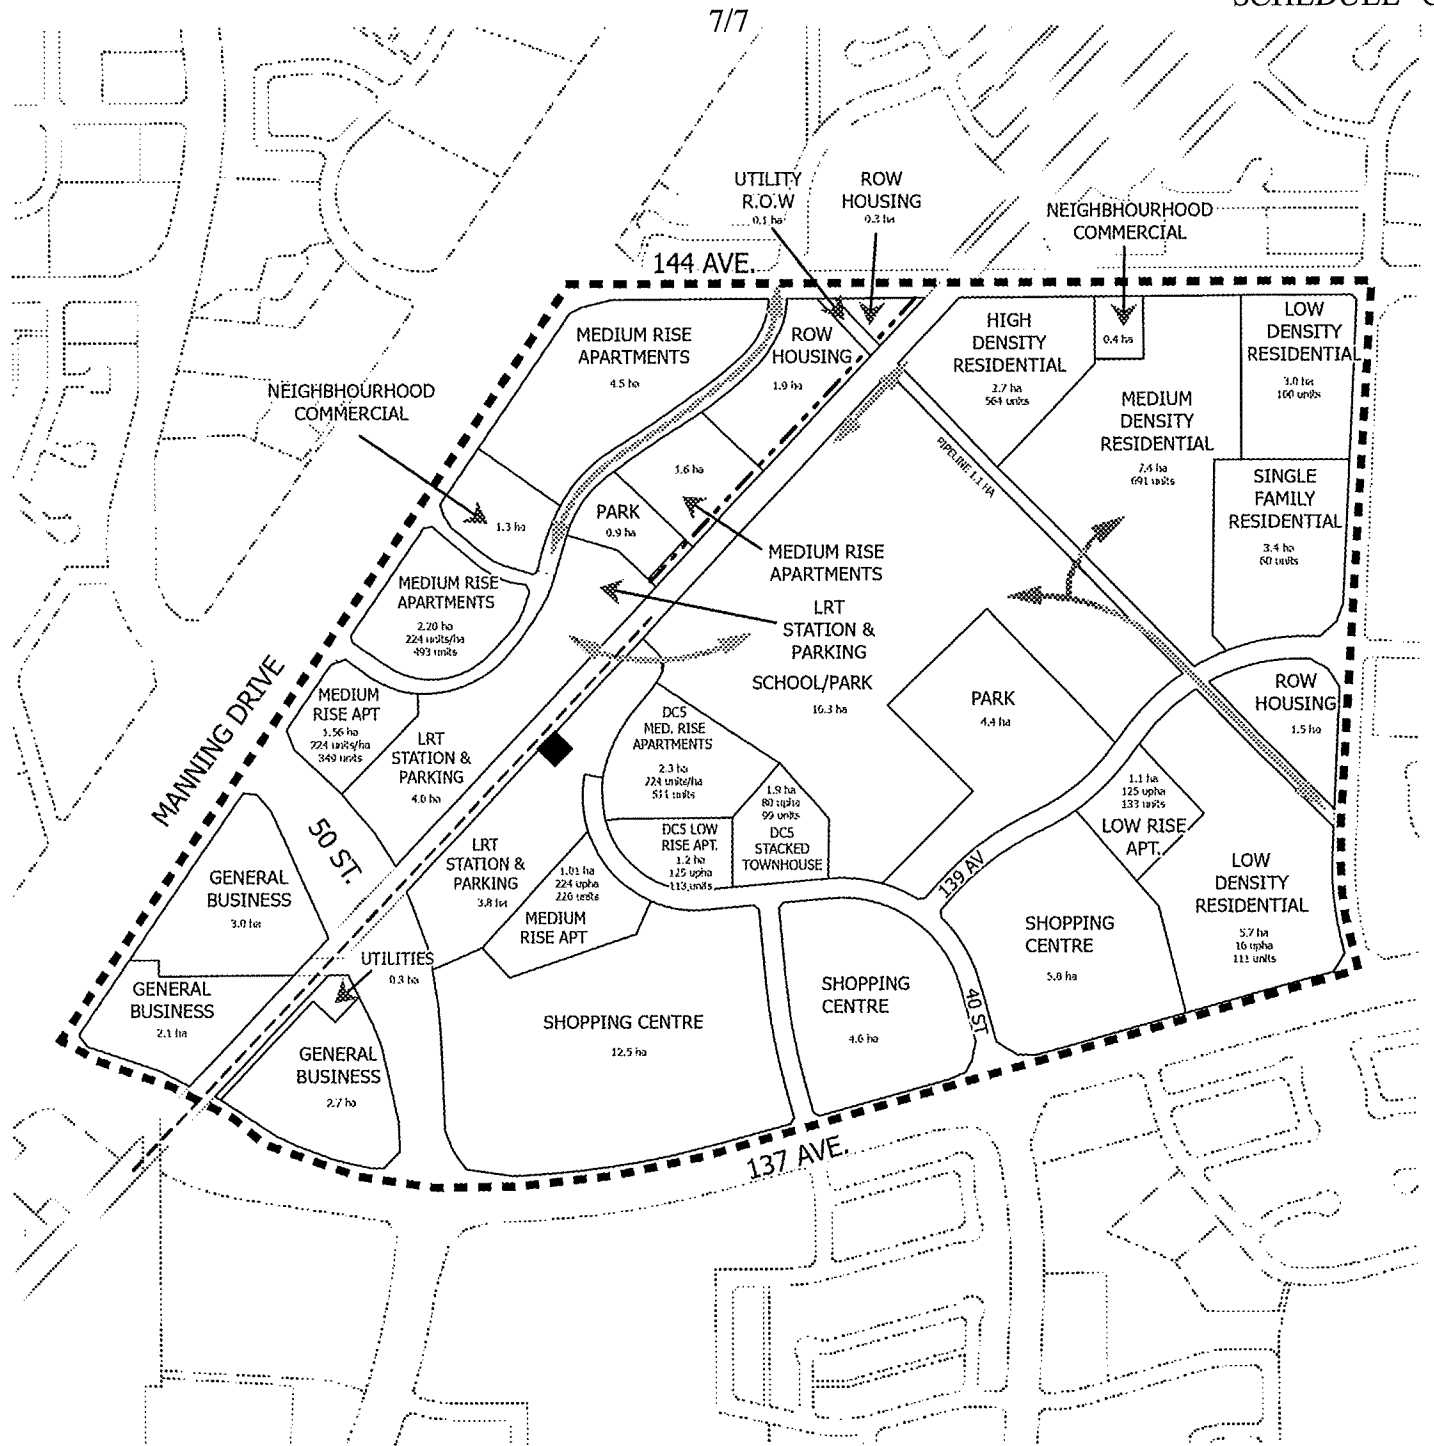 SCHEDULE "C
7/7
UTILITY
R.O.W
0.1 ha
ROW
HOUSING
0.3 ha
NEIGHBHOURHOOD
COMMERCIAL
144 AVE.
MEDIUM RISE
APARTMENTS
4.5 ha
ROW
HOUSING
1.9 ha
HIGH
DENSITY
RESIDENTIAL
2.7 ha
564 units
0.4 ha
LOW
DENSITY
RESIDENTIAL
3.0 ha
100 units
NEIGHBHOURHOOD
COMMERCIAL
MEDIUM
DENSITY
RESIDENTIAL
7.4 ha
691 units
PIPELINE 1.1 HA
1.6 ha
SINGLE
FAMILY
RESIDENTIAL
3.4 ha
60 units
1.3 ha
PARK
0.9 ha
MEDIUM RISE
APARTMENTS
MEDIUM RISE
APARTMENTS
2.20 ha
224 units/ha
493 units
LRT
STATION &
PARKING
SCHOOL/PARK
16.3 ha
PARK
4.4 ha
ROW
HOUSING
1.5 ha
MANNING DRIVE
MEDIUM
RISE APT
1.56 ha
224 units/ha
349 units
LRT
STATION &
PARKING
4.0 ha
DC5
MED. RISE
APARTMENTS
2.3 ha
224 units/ha
511 units
1.9 ha
80 upha
99 units
DC5
STACKED
TOWNHOUSE
1.1 ha
125 upha
133 units
LOW RISE
APT.
50 ST.
DC5 LOW
RISE APT.
1.2 ha
125 upha
113 units
LRT
STATION &
PARKING
3.8 ha
1.01 ha
224 upha
226 units
MEDIUM
RISE APT
139 AV
LOW
DENSITY
RESIDENTIAL
5.7 ha
16 upha
111 units
GENERAL
BUSINESS
3.0 ha
SHOPPING
CENTRE
5.8 ha
UTILITIES
0.3 ha
GENERAL
BUSINESS
2.1 ha
SHOPPING
CENTRE
4.6 ha
40 ST
SHOPPING CENTRE
12.5 ha
GENERAL
BUSINESS
2.7 ha
137 AVE.